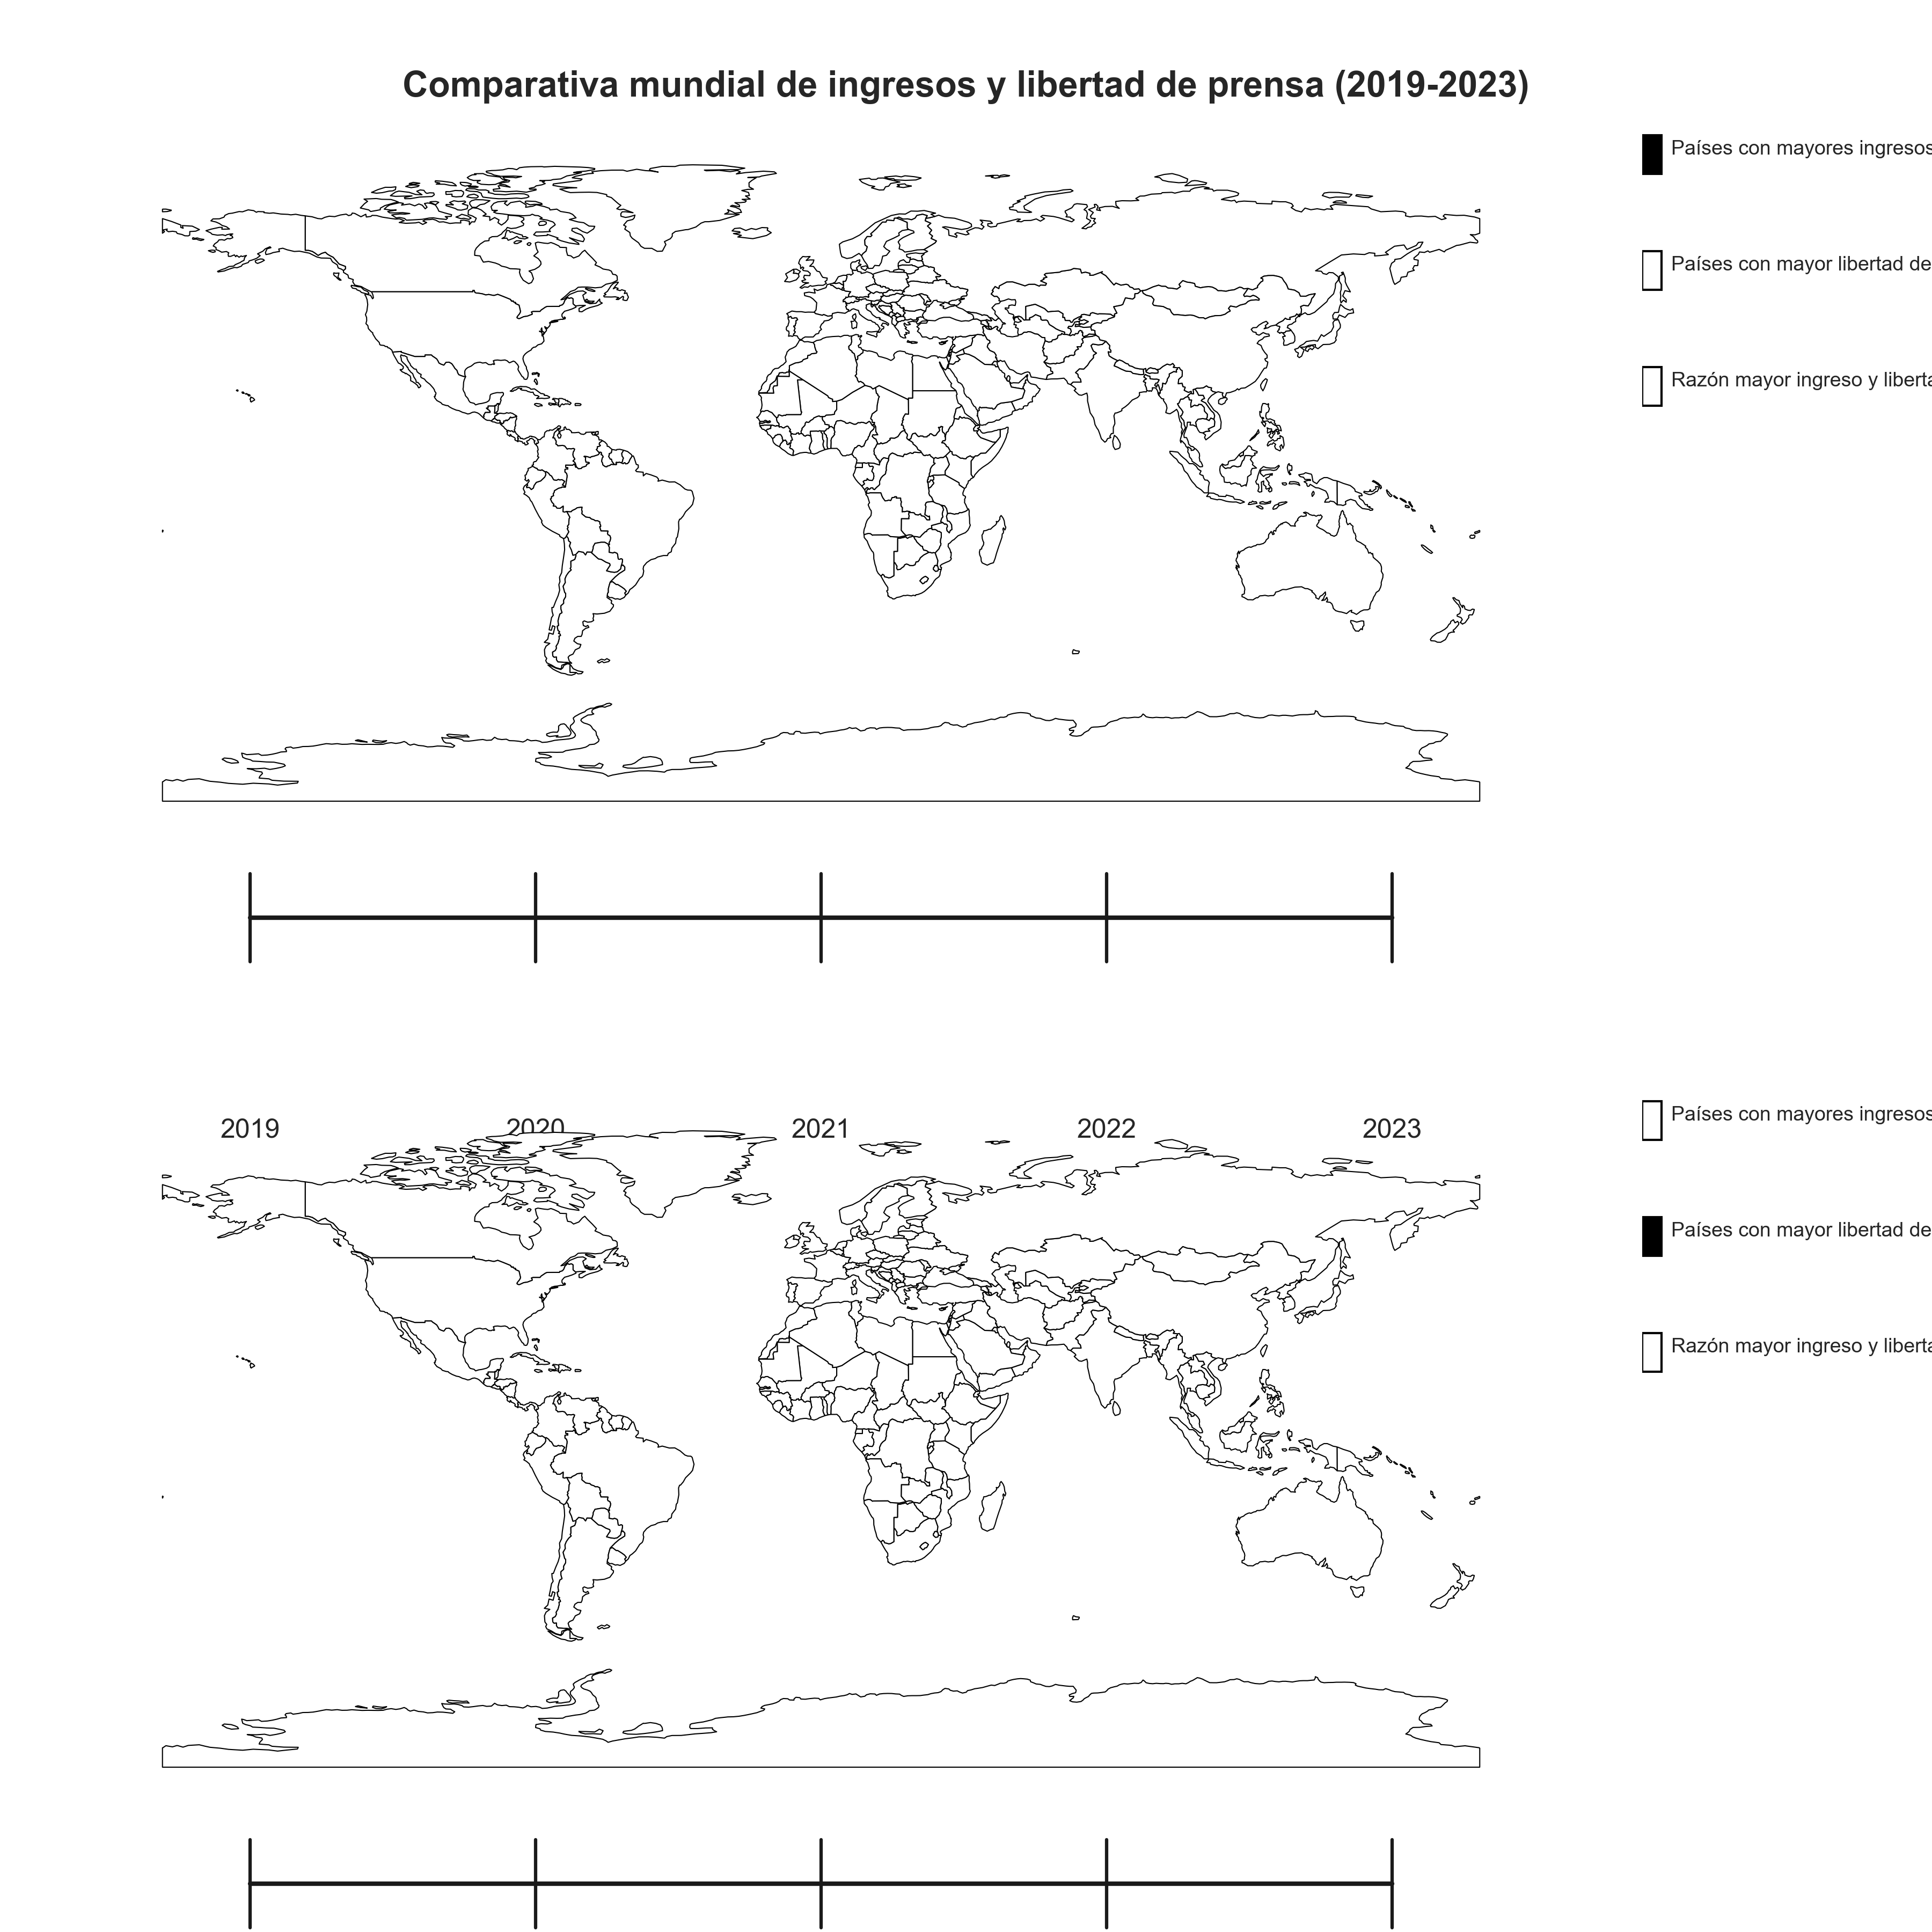 Comparativa mundial de ingresos y libertad de prensa (2019-2023)
Países con mayores ingresos
Países con mayor libertad de
Razón mayor ingreso y liberta
2019 2020 2021 2022 2023
Países con mayores ingresos
Países con mayor libertad de
Razón mayor ingreso y liberta